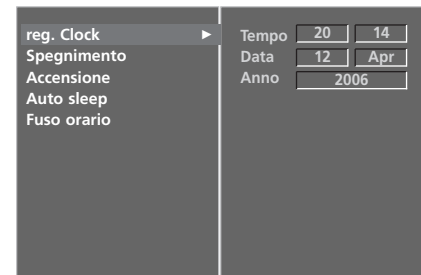 reg. Clock ►
Spegnimento
Accensione
Auto sleep
Fuso orario
Tempo 20 14
Data 12 Apr
Anno 2006